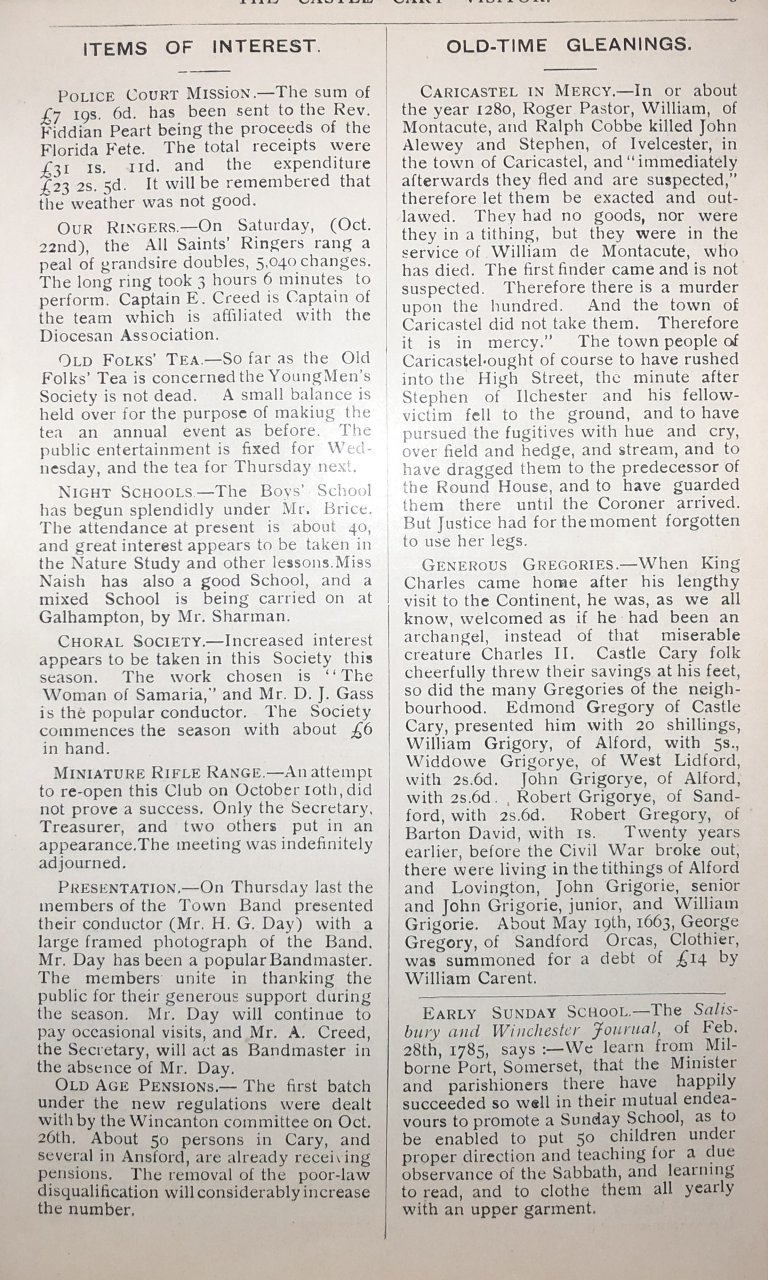 THE CASTLE CARY VISITOR.
ITEMS OF INTEREST.
POLICE COURT MISSION.—The sum of
£7 19s. 6d. has been sent to the Rev.
Fiddian Peart being the proceeds of the
Florida Fete. The total receipts were
£31 1s. 11d. and the expenditure
£23 2s. 5d. It will be remembered that
the weather was not good.
OUR RINGERS.—On Saturday, (Oct.
22nd), the All Saints' Ringers rang a
peal of grandsire doubles, 5,040 changes.
The long ring took 3 hours 6 minutes to
perform. Captain E. Creed is Captain of
the team which is affiliated with the
Diocesan Association.
OLD FOLKS' TEA.—So far as the Old
Folks' Tea is concerned the Young Men's
Society is not dead. A small balance is
held over for the purpose of makiug the
tea an annual event as before. The
public entertainment is fixed for Wed-
nesday, and the tea for Thursday next.
NIGHT SCHOOLS.—The Boys' School
has begun splendidly under Mr. Brice.
The attendance at present is about 40,
and great interest appears to be taken in
the Nature Study and other lessons.Miss
Naish has also a good School, and a
mixed School is being carried on at
Galhampton, by Mr. Sharman.
CHORAL SOCIETY.—Increased interest
appears to be taken in this Society this
season. The work chosen is "The
Woman of Samaria," and Mr. D. J. Gass
is the popular conductor. The Society
commences the season with about £6
in hand.
MINIATURE RIFLE RANGE.—An attempt
to re-open this Club on October 10th, did
not prove a success. Only the Secretary,
Treasurer, and two others put in an
appearance.The meeting was indefinitely
adjourned.
PRESENTATION.—On Thursday last the
members of the Town Band presented
their conductor (Mr. H. G. Day) with a
large framed photograph of the Band.
Mr. Day has been a popular Bandmaster.
The members unite in thanking the
public for their generous support during
the season. Mr. Day will continue to
pay occasional visits, and Mr. A. Creed,
the Secretary, will act as Bandmaster in
the absence of Mr. Day.
OLD AGE PENSIONS.— The first batch
under the new regulations were dealt
with by the Wincanton committee on Oct.
26th. About 50 persons in Cary, and
several in Ansford, are already receiving
pensions. The removal of the poor-law
disqualification will considerably increase
the number.
OLD-TIME GLEANINGS.
CARICASTEL IN MERCY.—In or about
the year 1280, Roger Pastor, William, of
Montacute, and Ralph Cobbe killed John
Alewey and Stephen, of Ivelcester, in
the town of Caricastel, and "immediately
afterwards they fled and are suspected,"
therefore let them be exacted and out-
lawed. They had no goods, nor were
they in a tithing, but they were in the
service of William de Montacute, who
has died. The first finder came and is not
suspected. Therefore there is a murder
upon the hundred. And the town of
Caricastel did not take them. Therefore
it is in mercy." The town people of
Caricastel ought of course to have rushed
into the High Street, the minute after
Stephen of Ilchester and his fellow-
victim fell to the ground, and to have
pursued the fugitives with hue and cry,
over field and hedge, and stream, and to
have dragged them to the predecessor of
the Round House, and to have guarded
them there until the Coroner arrived.
But Justice had for the moment forgotten
to use her legs.
GENEROUS GREGORIES.—When King
Charles came home after his lengthy
visit to the Continent, he was, as we all
know, welcomed as if he had been an
archangel, instead of that miserable
creature Charles II. Castle Cary folk
cheerfully threw their savings at his feet,
so did the many Gregories of the neigh-
bourhood. Edmond Gregory of Castle
Cary, presented him with 20 shillings,
William Grigory, of Alford, with 5s.,
Widdowe Grigorye, of West Lidford,
with 2s.6d. John Grigorye, of Alford,
with 2s.6d. Robert Grigorye, of Sand-
ford, with 2s.6d. Robert Gregory, of
Barton David, with 1s. Twenty years
earlier, before the Civil War broke out,
there were living in the tithings of Alford
and Lovington, John Grigorie, senior
and John Grigorie, junior, and William
Grigorie. About May 19th, 1663, George
Gregory, of Sandford Orcas, Clothier,
was summoned for a debt of £14 by
William Carent.
EARLY SUNDAY SCHOOL.—The Salis-
bury and Winchester Jourual, of Feb.
28th, 1785, says :—We learn from Mil-
borne Port, Somerset, that the Minister
and parishioners there have happily
succeeded so well in their mutual endea-
vours to promote a Sunday School, as to
be enabled to put 50 children under
proper direction and teaching for a due
observance of the Sabbath, and learning
to read, and to clothe them all yearly
with an upper garment.